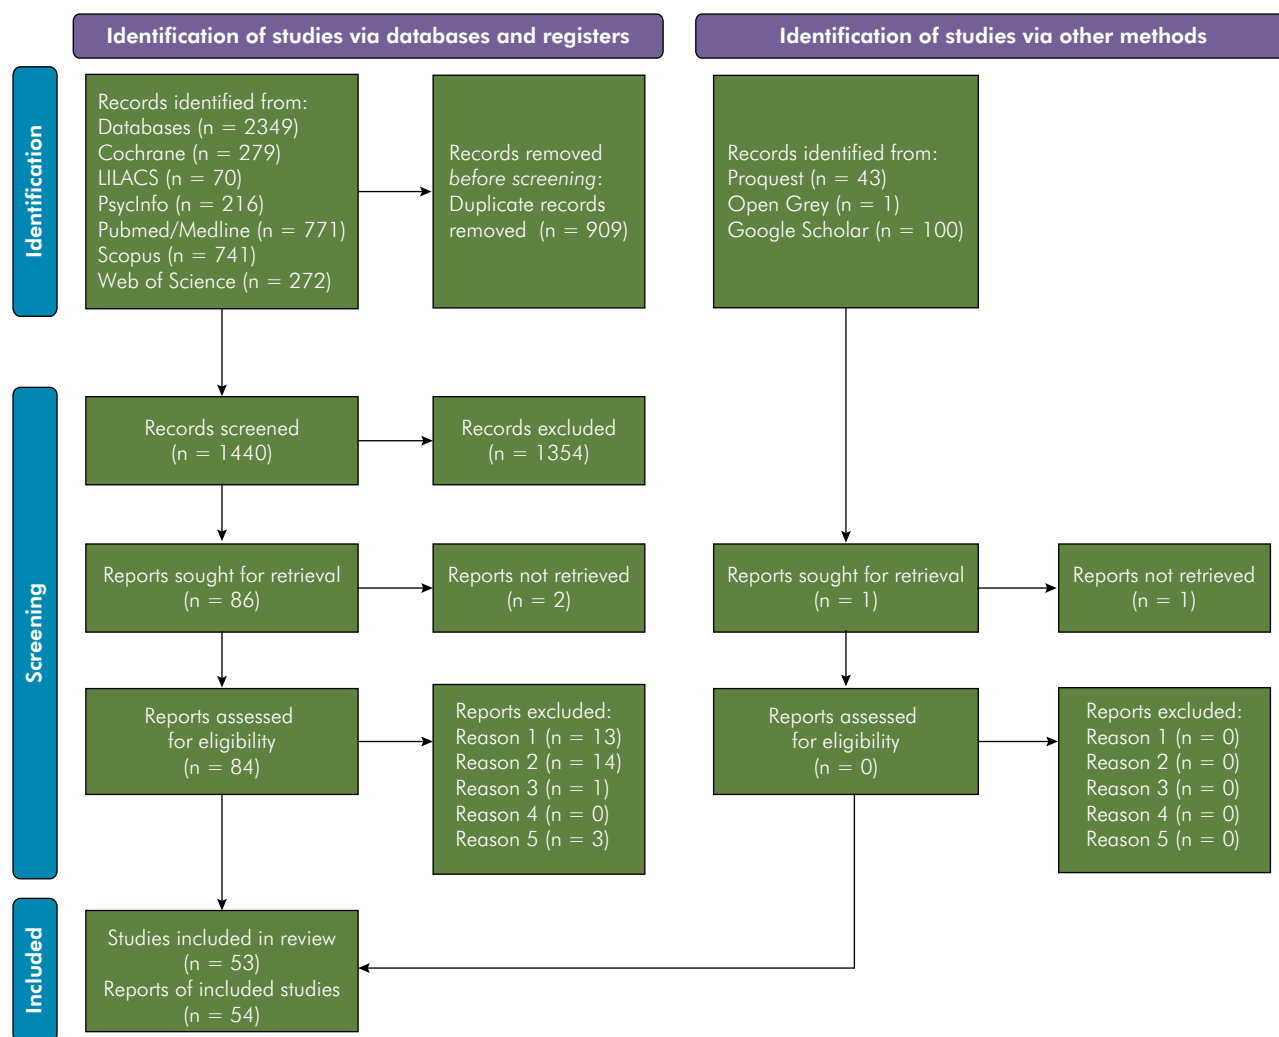 Identification of studies via databases and registers
Identification of studies via other methods
Identification
Records identified from:
Databases (n = 2349)
Cochrane (n = 279)
LILACS (n = 70)
PsycInfo (n = 216)
Pubmed/Medline (n = 771)
Scopus (n = 741)
Web of Science (n = 272)
Records removed
before screening:
Duplicate records
removed (n = 909)
Records identified from:
Proquest (n = 43)
Open Grey (n = 1)
Google Scholar (n = 100)
Screening
Records screened
(n = 1440)
Records excluded
(n = 1354)
Reports sought for retrieval
(n = 86)
Reports not retrieved
(n = 2)
Reports sought for retrieval
(n = 1)
Reports not retrieved
(n = 1)
Reports assessed
for eligibility
(n = 84)
Reports excluded:
Reason 1 (n = 13)
Reason 2 (n = 14)
Reason 3 (n = 1)
Reason 4 (n = 0)
Reason 5 (n = 3)
Reports assessed
for eligibility
(n = 0)
Reports excluded:
Reason 1 (n = 0)
Reason 2 (n = 0)
Reason 3 (n = 0)
Reason 4 (n = 0)
Reason 5 (n = 0)
Included
Studies included in review
(n = 53)
Reports of included studies
(n = 54)